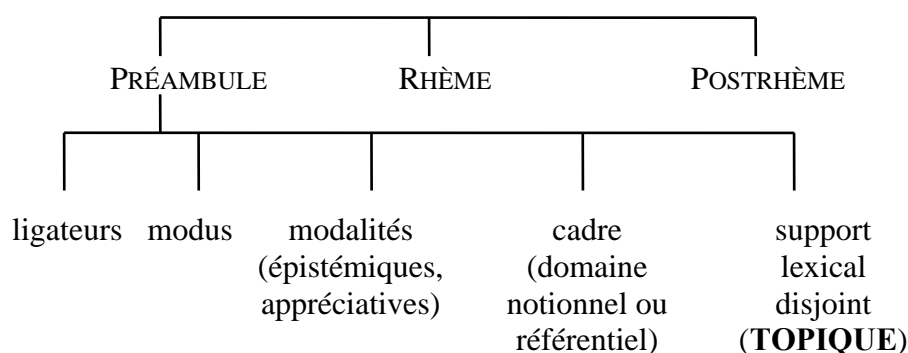 PRÉAMBULE RHÈME POSTRHÈME
ligateurs modus modalités cadre support
(épistémiques, (domaine lexical
appréciatives) notionnel ou disjoint
référentiel) (TOPIQUE)